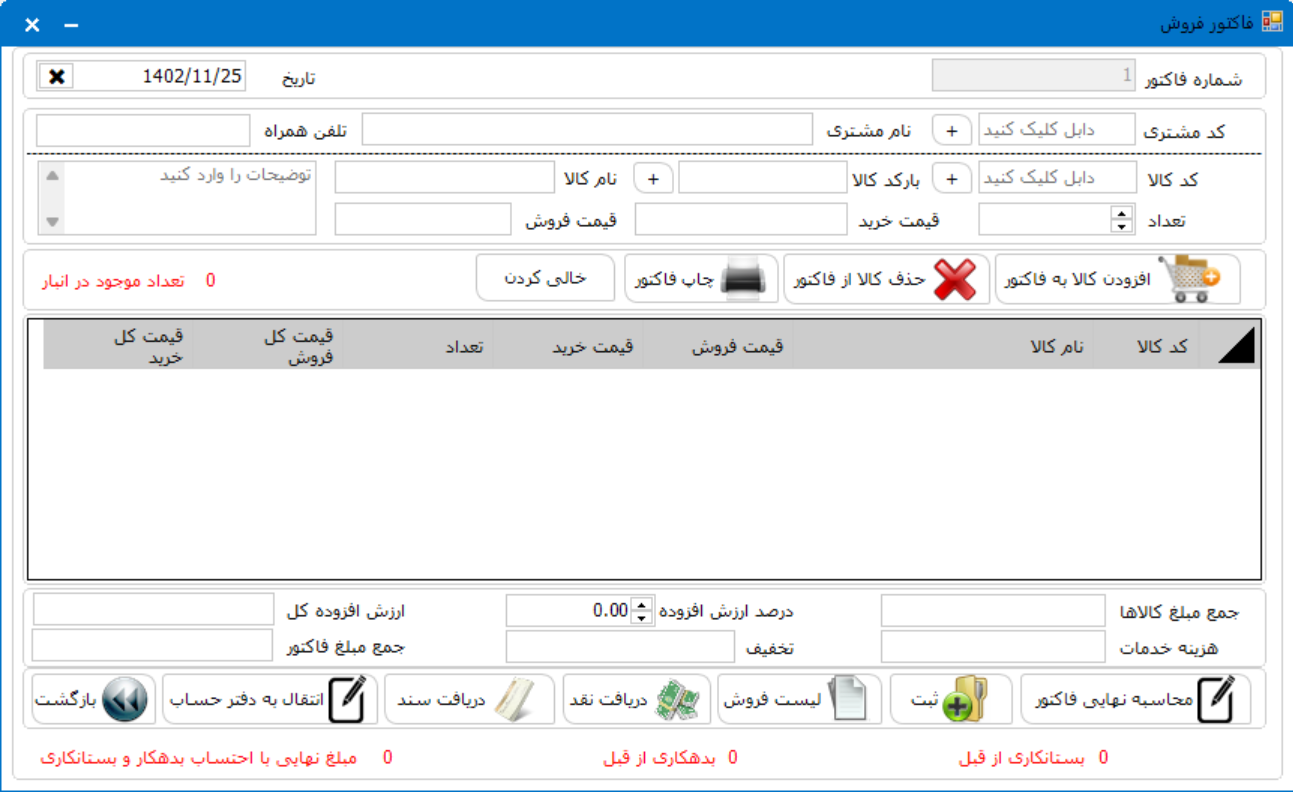 فاکتور فروش
شماره فاکتور 1 تاریخ 1402/11/25
کد مشتری دابل کلیک کنید + نام مشتری تلفن همراه
کد کالا دابل کلیک کنید + بارکد کالا + نام کالا توضیحات را وارد کنید
تعداد قیمت خرید قیمت فروش
افزودن کالا به فاکتور حذف کالا از فاکتور چاپ فاکتور خالی کردن 0 تعداد موجود در انبار
کد کالا نام کالا قیمت فروش قیمت خرید تعداد قیمت کل فروش قیمت کل خرید
جمع مبلغ کالاها درصد ارزش افزوده 0.00 ارزش افزوده کل
هزینه خدمات تخفیف جمع مبلغ فاکتور
محاسبه نهایی فاکتور ثبت لیست فروش دریافت نقد دریافت سند انتقال به دفتر حساب بازگشت
0 بستانکاری از قبل 0 بدهکاری از قبل 0 مبلغ نهایی با احتساب بدهکار و بستانکاری